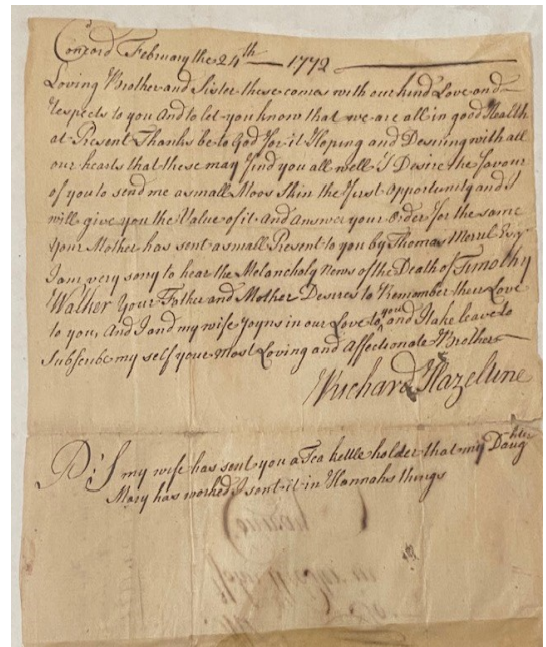 Concord February the 24th 1772
Loving Brother and Sister these comes with our kind Love and
respects to you And to let you know that we are all in good Health
at Present Thanks be to God for it Hoping and Desiring with all
our hearts that these may find you all well I Desire the favour
of you to send me a small Moos Skin the first opportunity and I
will give you the Value of it And Answer your Order for the same
Your Mother has sent a small Present to you by Thomas Merrel Esqr
I am very sorry to hear the Melancholy News of the Death of Timothy
Walker Your Father and Mother Desires to Remember their Love
to you, And I and my wife Joyns in our Love to you and I take leave to
Subscribe my self your most Loving and Affectionate Brother
Richard Hazeltine
P:S my wife has sent you a Tea kettle holder that my Daughter
Mary has worked I sent it in Hannahs things